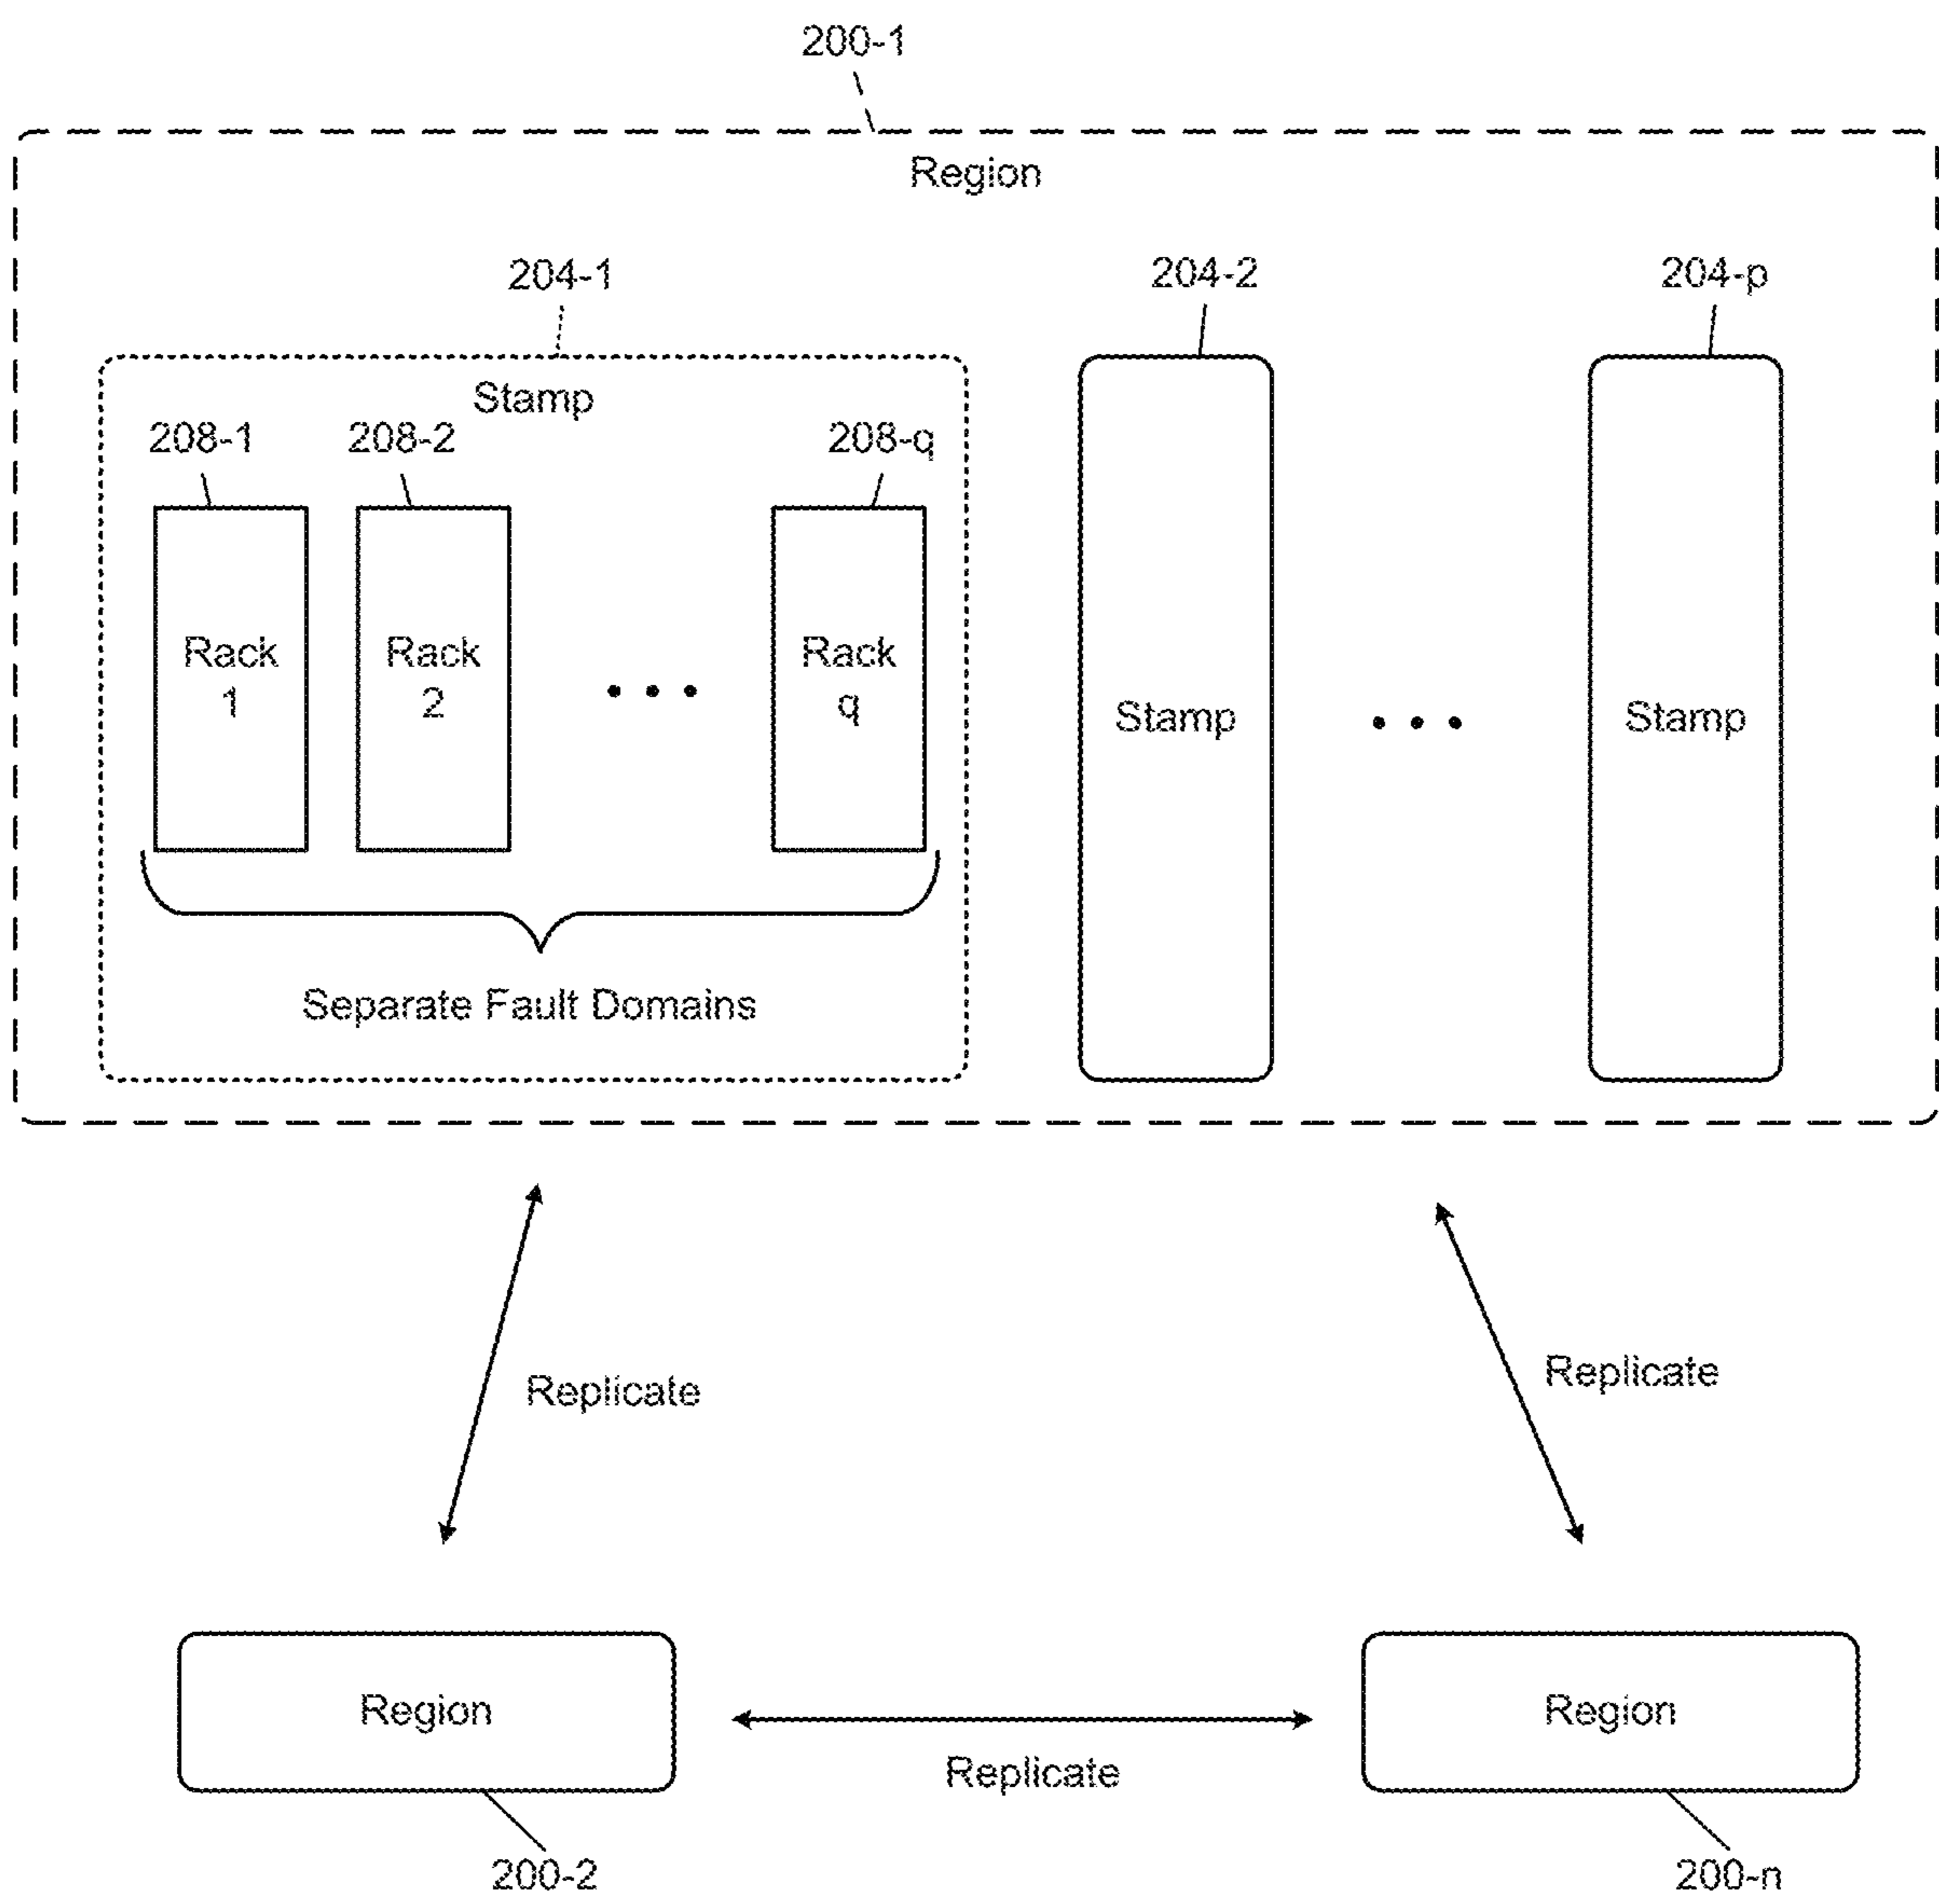 200-1
Region
204-1
204-2
204-p
Stamp
208-1
208-2
208-q
Rack
1
Rack
2
Rack
q
Stamp
Stamp
Separate Fault Domains
Replicate
Replicate
Region
Region
Replicate
200-2
200-n